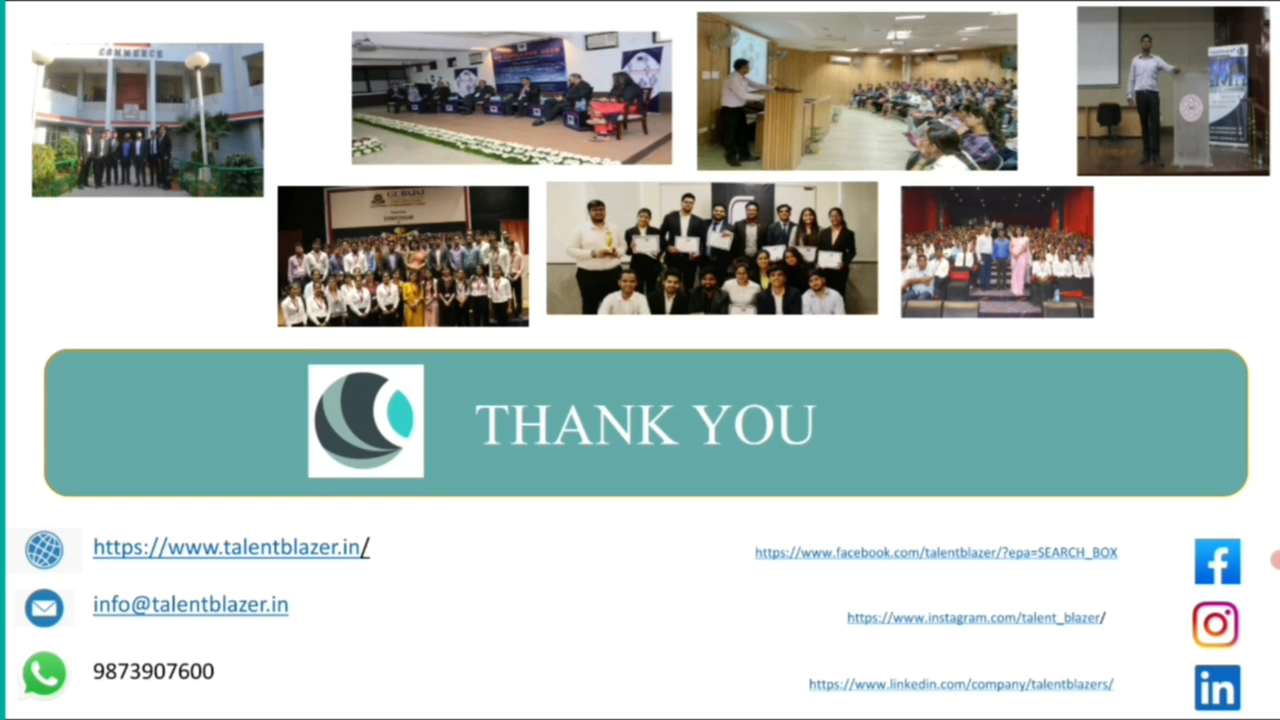 COMMERCE
G.L BAJAJ
THANK YOU
https://www.talentblazer.in/
info@talentblazer.in
9873907600
https://www.facebook.com/talentblazer/?epa=SEARCH_BOX
https://www.instagram.com/talent_blazer/
https://www.linkedin.com/company/talentblazers/